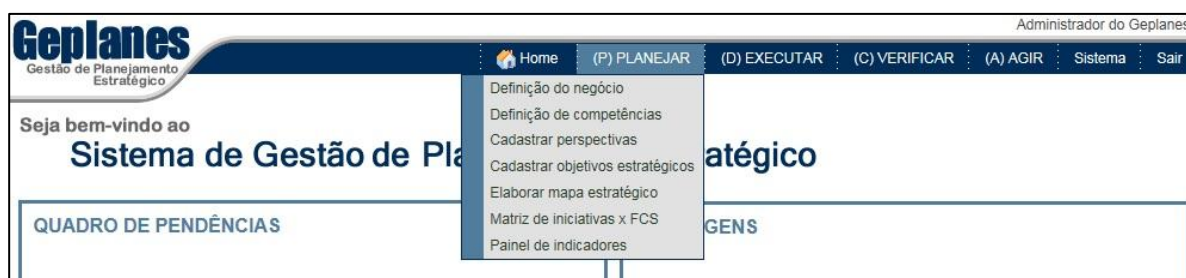 Administrador do Geplanes
Geplanes
Gestão de Planejamento
Estratégico
Home (P) PLANEJAR (D) EXECUTAR (C) VERIFICAR (A) AGIR Sistema Sair
Definição do negócio
Definição de competências
Cadastrar perspectivas
Cadastrar objetivos estratégicos
Elaborar mapa estratégico
Matriz de iniciativas x FCS
Painel de indicadores
Seja bem-vindo ao
Sistema de Gestão de Pla atégico
QUADRO DE PENDÊNCIAS GENS